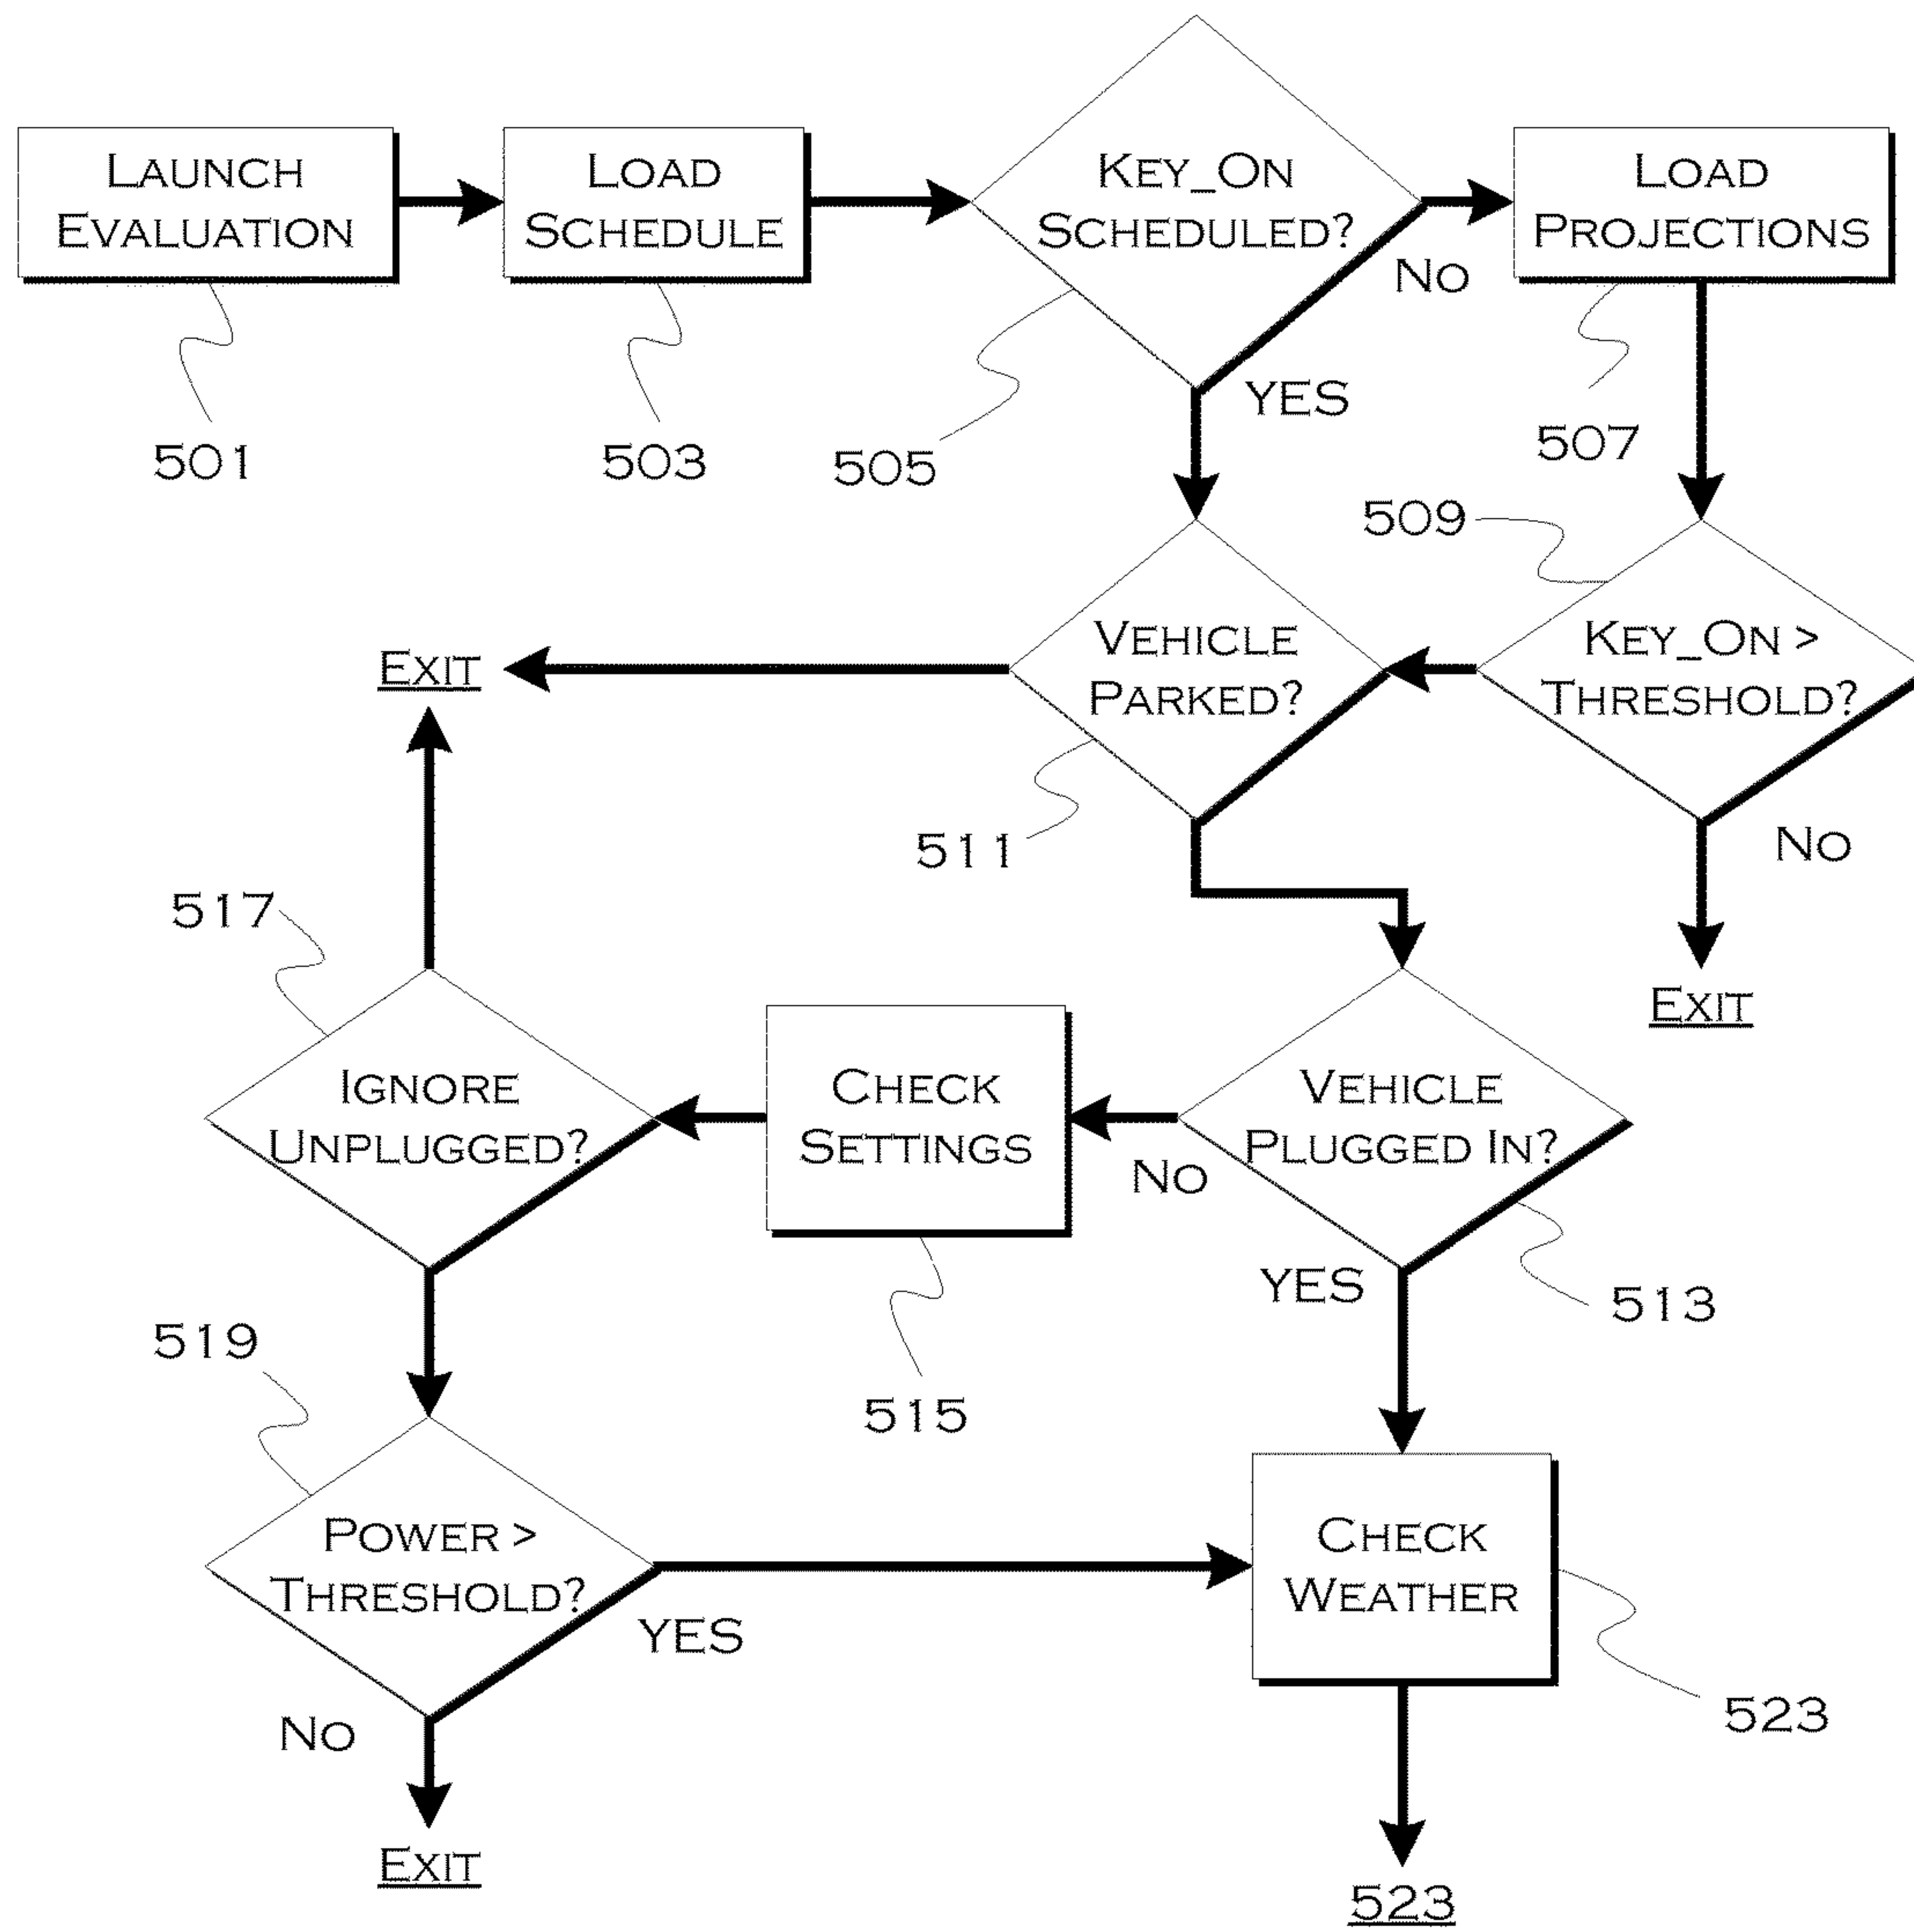 LAUNCH
EVALUATION
LOAD
SCHEDULE
KEY_ON
SCHEDULED?
LOAD
PROJECTIONS
NO
YES
501
503
505
507
509
VEHICLE
PARKED?
KEY_ON >
THRESHOLD?
EXIT
511
NO
517
EXIT
IGNORE
UNPLUGGED?
CHECK
SETTINGS
VEHICLE
PLUGGED IN?
NO
YES
513
519
515
POWER >
THRESHOLD?
CHECK
WEATHER
YES
NO
523
EXIT
523